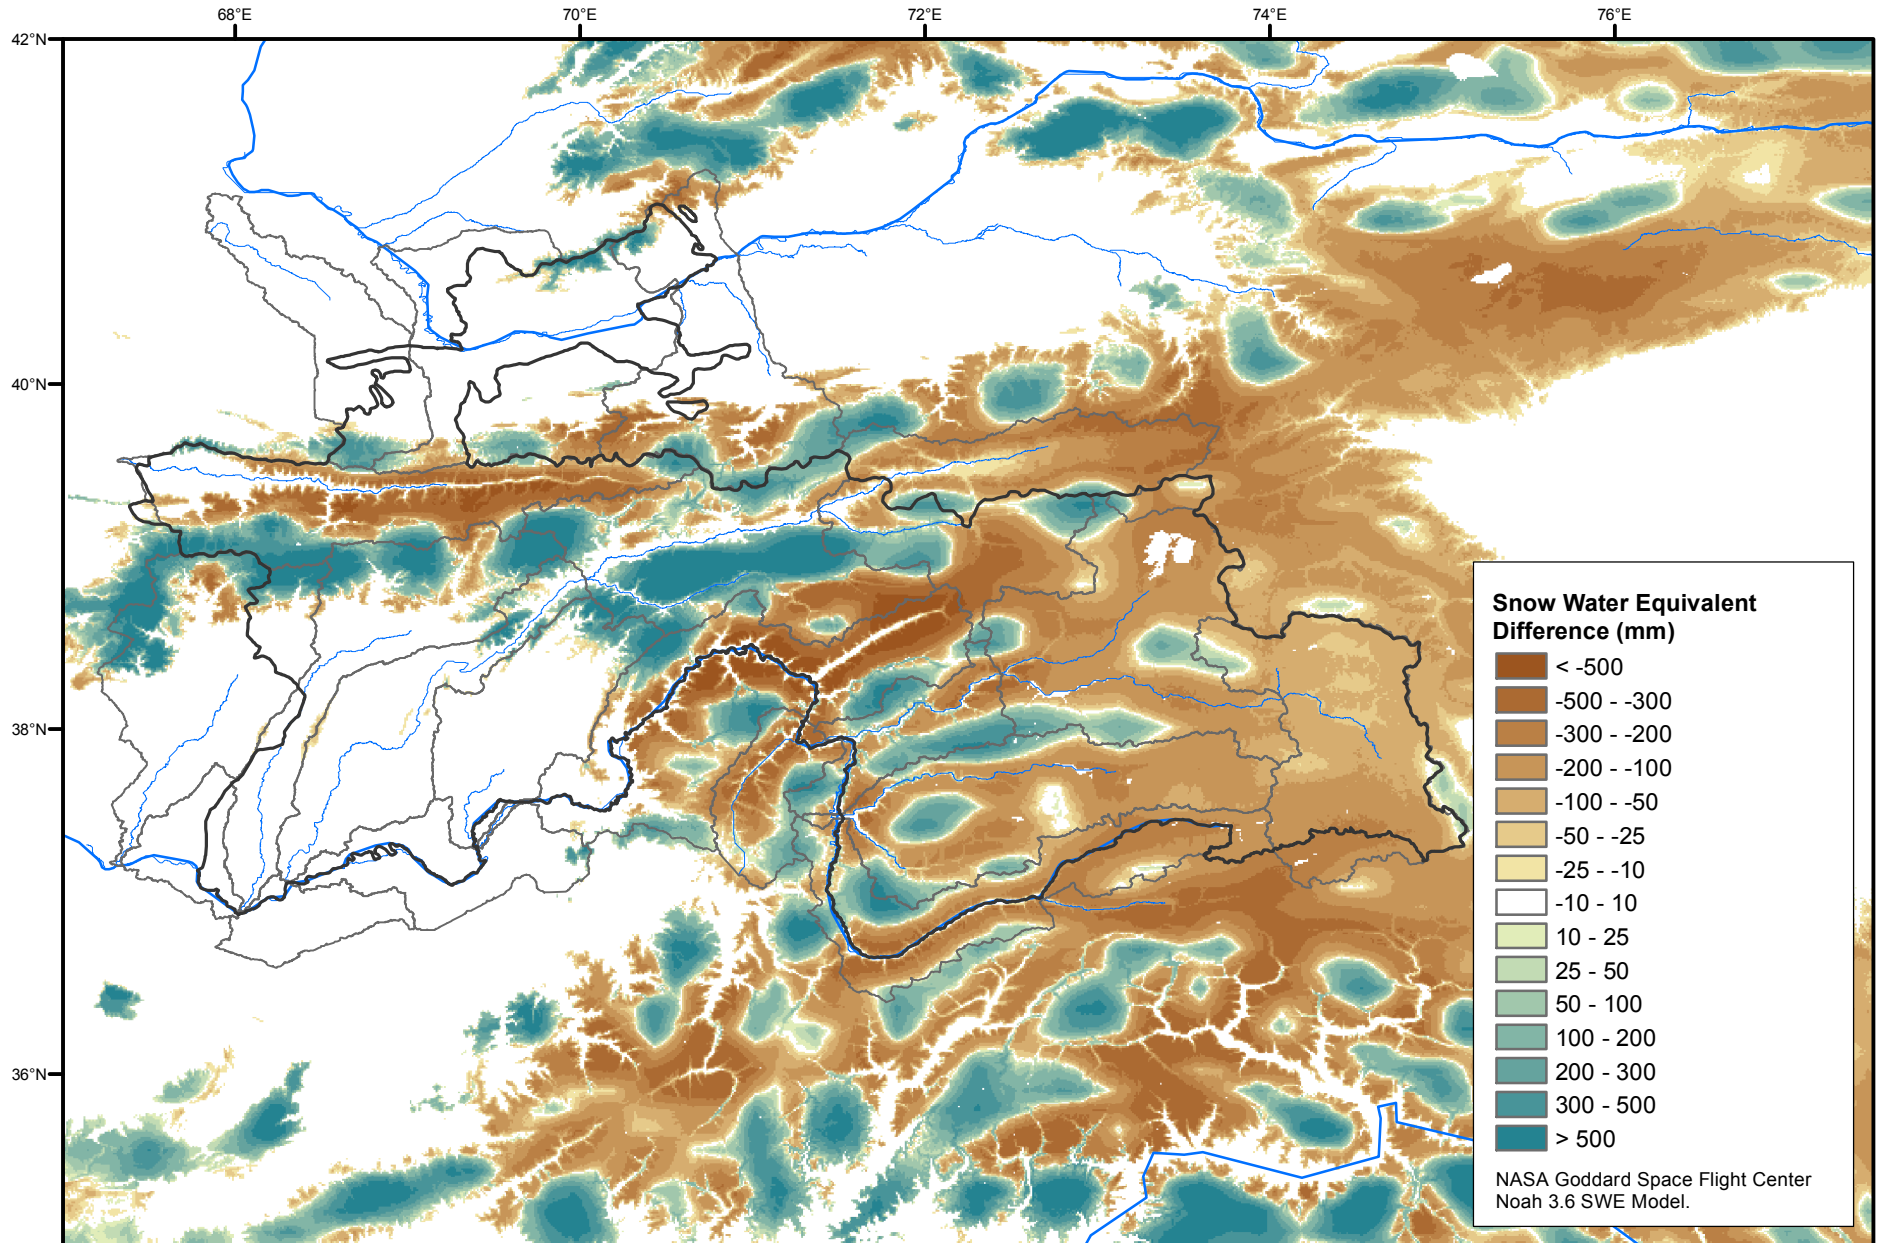 68°E 70°E 72°E 74°E 76°E
42°N
40°N
38°N
36°N
Snow Water Equivalent
Difference (mm)
< -500
-500 - -300
-300 - -200
-200 - -100
-100 - -50
-50 - -25
-25 - -10
-10 - 10
10 - 25
25 - 50
50 - 100
100 - 200
200 - 300
300 - 500
> 500
NASA Goddard Space Flight Center
Noah 3.6 SWE Model.